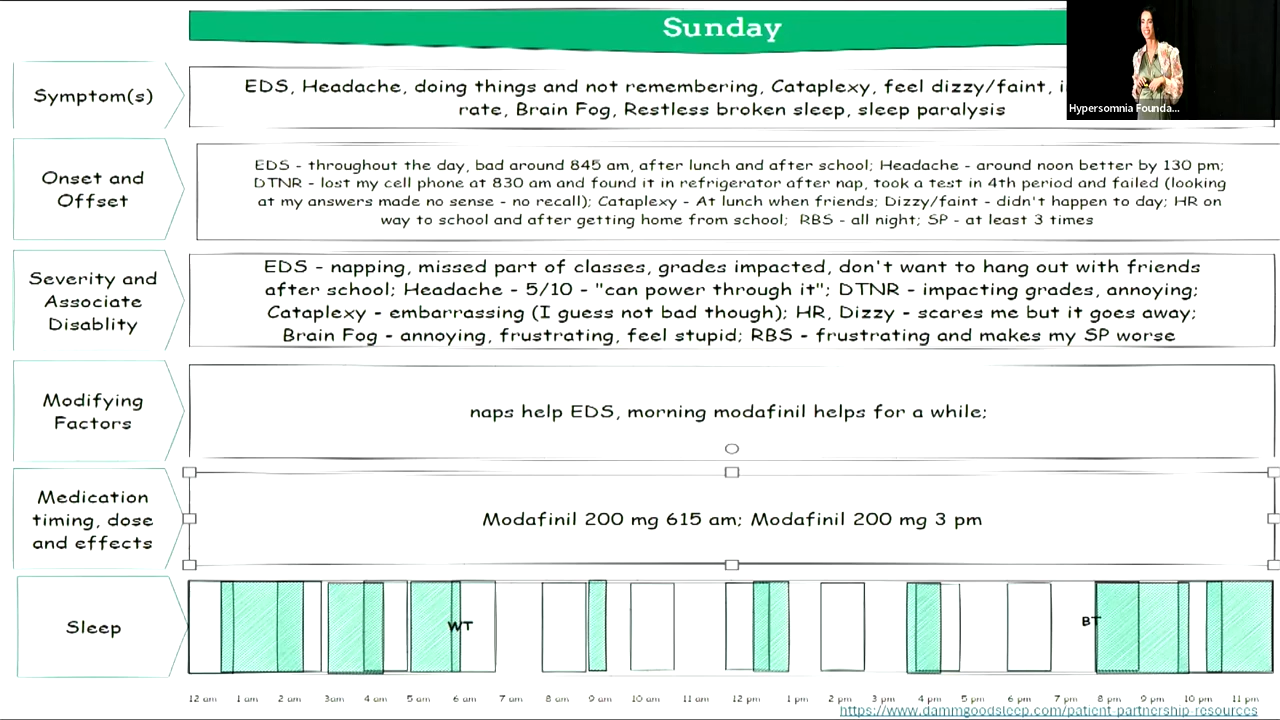 Sunday
Symptom(s)
EDS, Headache, doing things and not remembering, Cataplexy, feel dizzy/faint,
rate, Brain Fog, Restless broken sleep, sleep paralysis
Hypersomnia Founda...
Onset and
Offset
EDS - throughout the day, bad around 845 am, after lunch and after school; Headache - around noon better by 130 pm;
DTNR - lost my cell phone at 830 am and found it in refrigerator after nap, took a test in 4th period and failed (looking
at my answers made no sense - no recall); Cataplexy - At lunch when friends; Dizzy/faint - didn't happen to day; HR on
way to school and after getting home from school; RBS - all night; SP - at least 3 times
Severity and
Associate
Disablity
EDS - napping, missed part of classes, grades impacted, don't want to hang out with friends
after school; Headache - 5/10 - "can power through it"; DTNR - impacting grades, annoying;
Cataplexy - embarrassing (I guess not bad though); HR, Dizzy - scares me but it goes away;
Brain Fog - annoying, frustrating, feel stupid; RBS - frustrating and makes my SP worse
Modifying
Factors
naps help EDS, morning modafinil helps for a while;
Medication
timing, dose
and effects
Modafinil 200 mg 615 am; Modafinil 200 mg 3 pm
Sleep
WT
BT
12 am 1 am 2 am 3am 4 am 5 am 6 am 7 am 8 am 9 am 10 am 11 am 12 pm 1 pm 2 pm 3 pm 4 pm 5 pm 6 pm 7 pm 8 pm 9 pm 10 pm 11 pm
https://www.dammgoodsleep.com/patient-partnership-resources